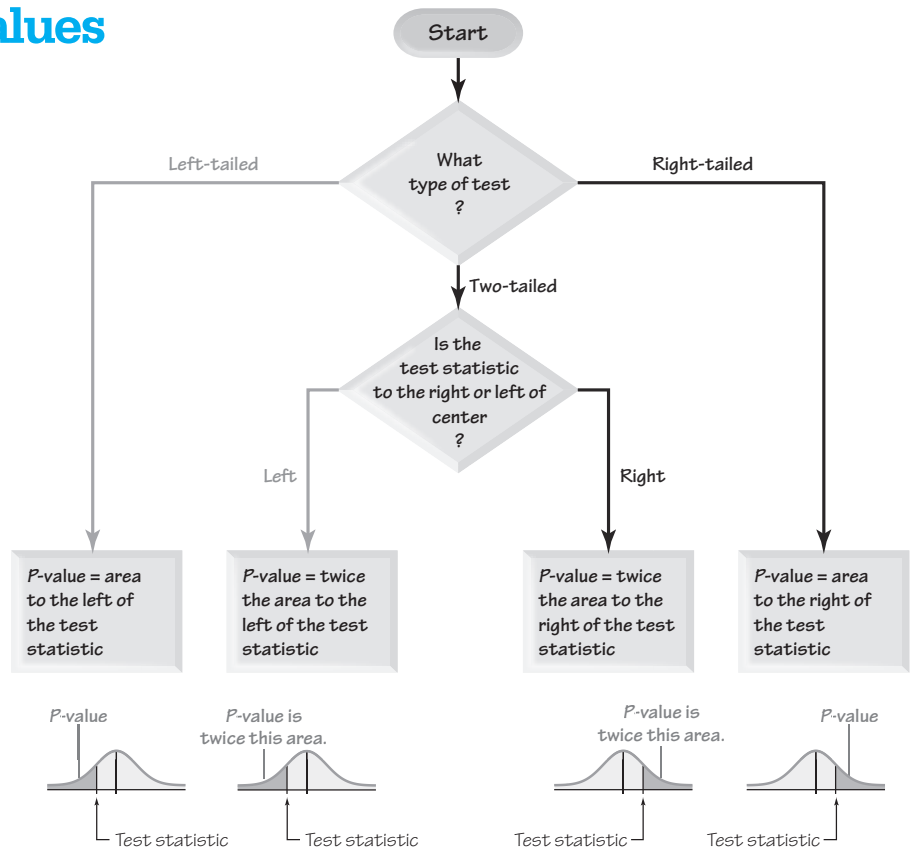 alues
Start
What
type of test
?
Left-tailed
Right-tailed
Two-tailed
Is the
test statistic
to the right or left of
center
?
Left
Right
P-value = area
to the left of
the test
statistic
P-value = twice
the area to the
left of the test
statistic
P-value = twice
the area to the
right of the test
statistic
P-value = area
to the right of
the test
statistic
P-value
P-value is
twice this area.
P-value is
twice this area.
P-value
Test statistic
Test statistic
Test statistic
Test statistic